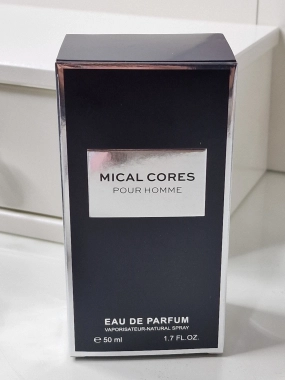 MICAL CORES
POUR HOMME
EAU DE PARFUM
VAPORISATEUR-NATURAL SPRAY
℮ 50 ml 1.7 FL.OZ.